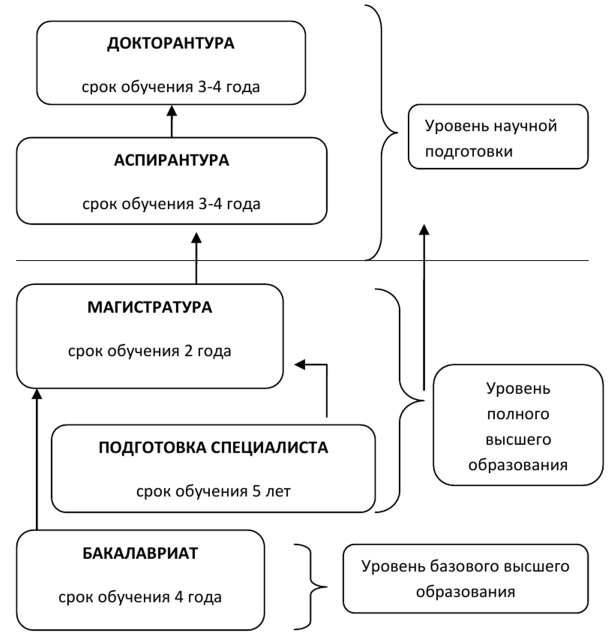 ДОКТОРАНТУРА
срок обучения 3-4 года
АСПИРАНТУРА
срок обучения 3-4 года
Уровень научной
подготовки
МАГИСТРАТУРА
срок обучения 2 года
ПОДГОТОВКА СПЕЦИАЛИСТА
срок обучения 5 лет
Уровень
полного
высшего
образования
БАКАЛАВРИАТ
срок обучения 4 года
Уровень базового высшего
образования